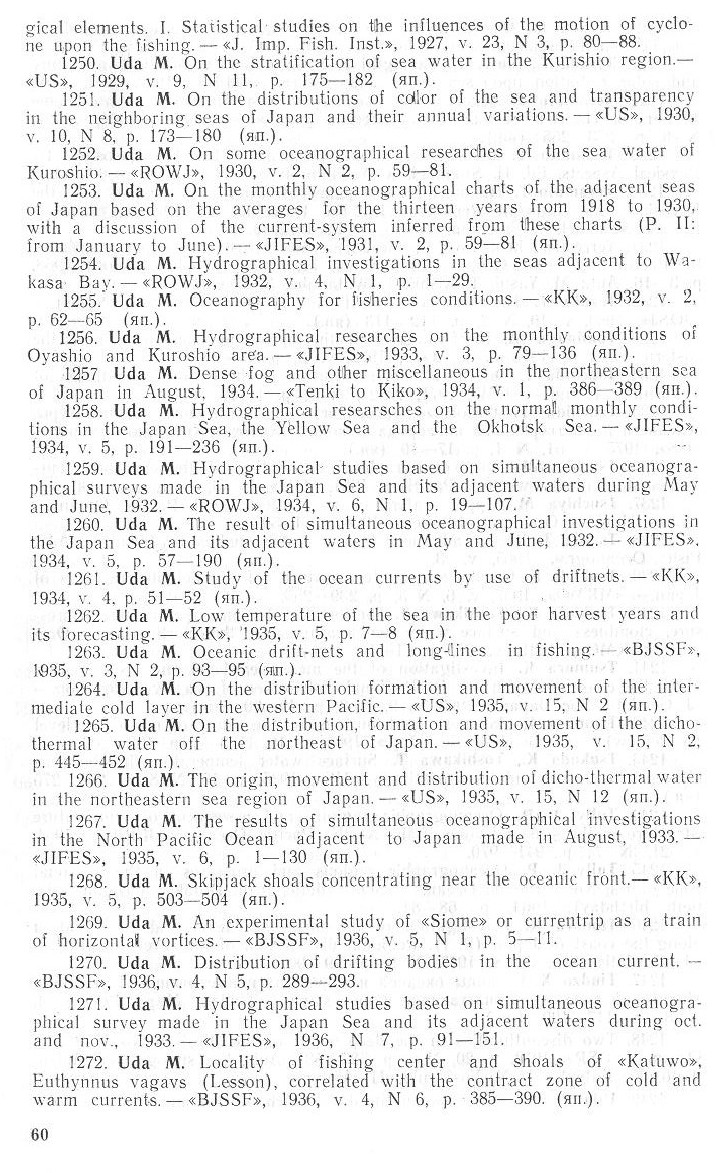 gical elements. I. Statistical studies on the influences of the motion of cyclo-
ne upon the fishing. — «J. Imp. Fish. Inst.», 1927, v. 23, N 3, p. 80—88.
1250. Uda M. On the stratification of sea water in the Kurishio region.—
«US», 1929, v. 9, N 11, p. 175—182 (яп.).
1251. Uda M. On the distributions of color of the sea and transparency
in the neighboring seas of Japan and their annual variations. — «US», 1930,
v. 10, N 8, p. 173—180 (яп.).
1252. Uda M. On some oceanographical researches of the sea water of
Kuroshio. — «ROWJ», 1930, v. 2, N 2, p. 59—81.
1253. Uda M. On the monthly oceanographical charts of the adjacent seas
of Japan based on the averages for the thirteen years from 1918 to 1930,
with a discussion of the current-system inferred from these charts (P. II:
from January to June). — «JIFES», 1931, v. 2, p. 59—81 (яп.).
1254. Uda M. Hydrographical investigations in the seas adjacent to Wa-
kasa Bay. — «ROWJ», 1932, v. 4, N 1, p. 1—29.
1255. Uda M. Oceanography for fisheries conditions. — «KK», 1932, v. 2,
p. 62—65 (яп.).
1256. Uda M. Hydrographical researches on the monthly conditions of
Oyashio and Kuroshio area. — «JIFES», 1933, v. 3, p. 79—136 (яп.).
1257 Uda M. Dense fog and other miscellaneous in the northeastern sea
of Japan in August, 1934. — «Tenki to Kiko», 1934, v. 1, p. 386—389 (яп.).
1258. Uda M. Hydrographical researsches on the normal monthly condi-
tions in the Japan Sea, the Yellow Sea and the Okhotsk Sea. — «JIFES»,
1934, v. 5, p. 191—236 (яп.).
1259. Uda M. Hydrographical studies based on simultaneous oceanogra-
phical surveys made in the Japan Sea and its adjacent waters during May
and June, 1932. — «ROWJ», 1934, v. 6, N 1, p. 19—107.
1260. Uda M. The result of simultaneous oceanographical investigations in
the Japan Sea and its adjacent waters in May and June, 1932. — «JIFES»,
1934, v. 5, p. 57—190 (яп.).
1261. Uda M. Study of the ocean currents by use of driftnets. — «KK»,
1934, v. 4, p. 51—52 (яп.).
1262. Uda M. Low temperature of the sea in the poor harvest years and
its forecasting. — «KK», 1935, v. 5, p. 7—8 (яп.).
1263. Uda M. Oceanic drift-nets and long-lines in fishing. — «BJSSF»,
1935, v. 3, N 2, p. 93—95 (яп.).
1264. Uda M. On the distribution formation and movement of the inter-
mediate cold layer in the western Pacific. — «US», 1935, v. 15, N 2 (яп.).
1265. Uda M. On the distribution, formation and movement of the dicho-
thermal water off the northeast of Japan. — «US», 1935, v. 15, N 2,
p. 445—452 (яп.).
1266. Uda M. The origin, movement and distribution of dicho-thermal water
in the northeastern sea region of Japan. — «US», 1935, v. 15, N 12 (яп.).
1267. Uda M. The results of simultaneous oceanographical investigations
in the North Pacific Ocean adjacent to Japan made in August, 1933. —
«JIFES», 1935, v. 6, p. 1—130 (яп.).
1268. Uda M. Skipjack shoals concentrating near the oceanic front.— «KK»,
1935, v. 5, p. 503—504 (яп.).
1269. Uda M. An experimental study of «Siome» or currentrip as a train
of horizontal vortices. — «BJSSF», 1936, v. 5, N 1, p. 5—11.
1270. Uda M. Distribution of drifting bodies in the ocean current. —
«BJSSF», 1936, v. 4, N 5, p. 289—293.
1271. Uda M. Hydrographical studies based on simultaneous oceanogra-
phical survey made in the Japan Sea and its adjacent waters during oct.
and nov., 1933. — «JIFES», 1936, N 7, p. 91—151.
1272. Uda M. Locality of fishing center and shoals of «Katuwo»,
Euthynnus vagavs (Lesson), correlated with the contract zone of cold and
warm currents. — «BJSSF», 1936, v. 4, N 6, p. 385—390. (яп.).
60